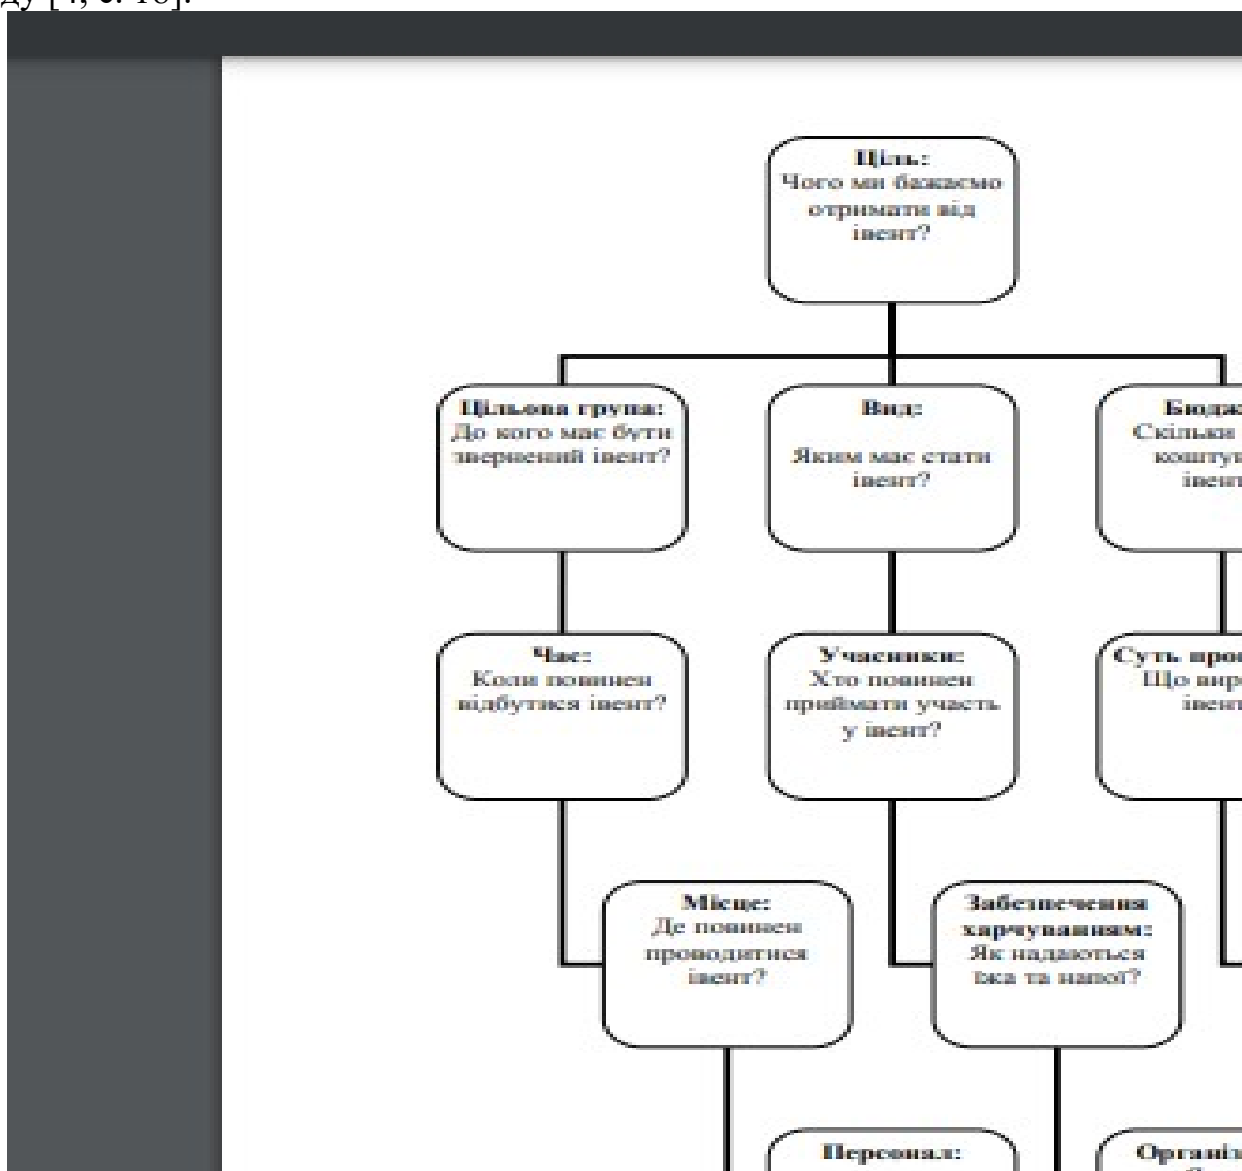 ду [4, с. 18].
Ціль:
Чого ми бажаємо
отримати від
івент?
Цільова група:
До кого має бути
звернений івент?
Вид:
Яким має стати
івент?
Бюдж
Скільки
коштув
івент
Час:
Коли повинен
відбутися івент?
Учасники:
Хто повинен
приймати участь
у івент?
Суть про
Що вир
івент
Місце:
Де повинен
проводитися
івент?
Забезпечення
харчуванням:
Як надаються
їжа та напої?
Персонал:
Організ